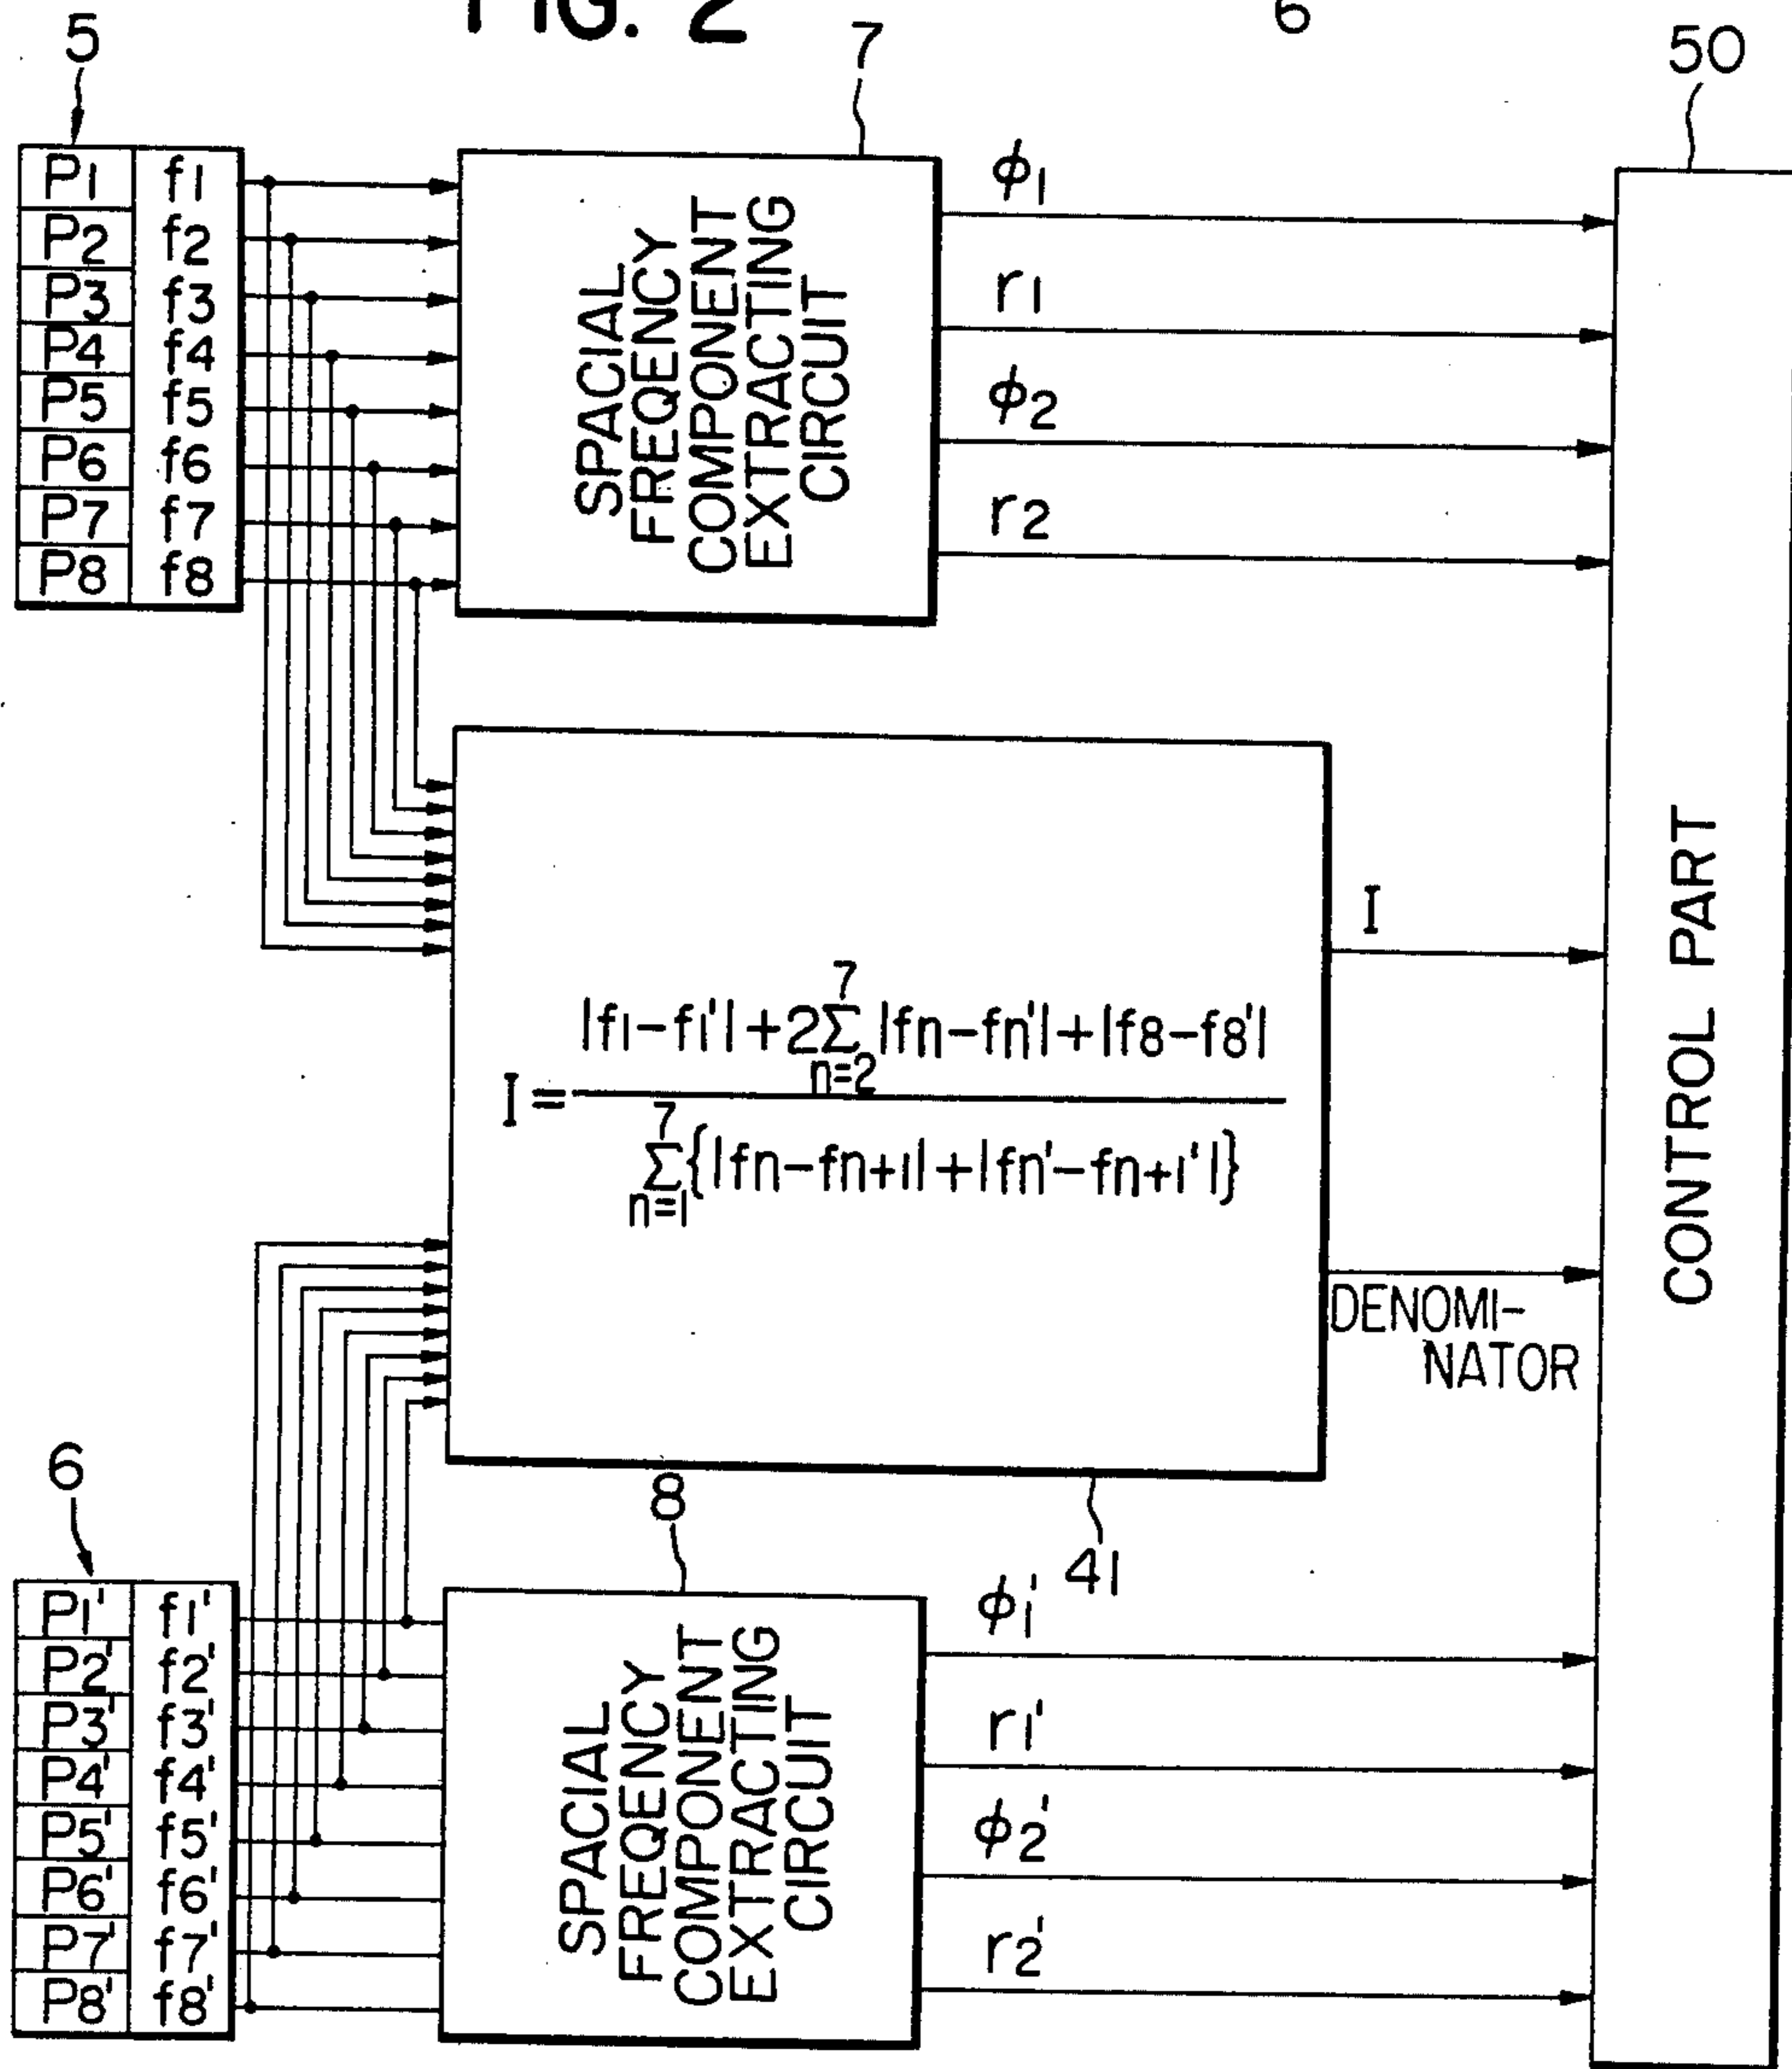 FIG. 2
6
5
7
50
P1 f1
P2 f2
P3 f3
P4 f4
P5 f5
P6 f6
P7 f7
P8 f8
SPACIAL
FREQENCY
COMPONENT
EXTRACTING
CIRCUIT
ϕ1
r1
ϕ2
r2
I = |f1-f1'|+2 7Σn=2 |fn-fn'|+|f8-f8'|
7Σn=1 {|fn-fn+1|+|fn'-fn+1'|}
I
DENOMI-
NATOR
CONTROL PART
41
6
8
P1' f1'
P2' f2'
P3' f3'
P4' f4'
P5' f5'
P6' f6'
P7' f7'
P8' f8'
SPACIAL
FREQENCY
COMPONENT
EXTRACTING
CIRCUIT
ϕ1'
r1'
ϕ2'
r2'